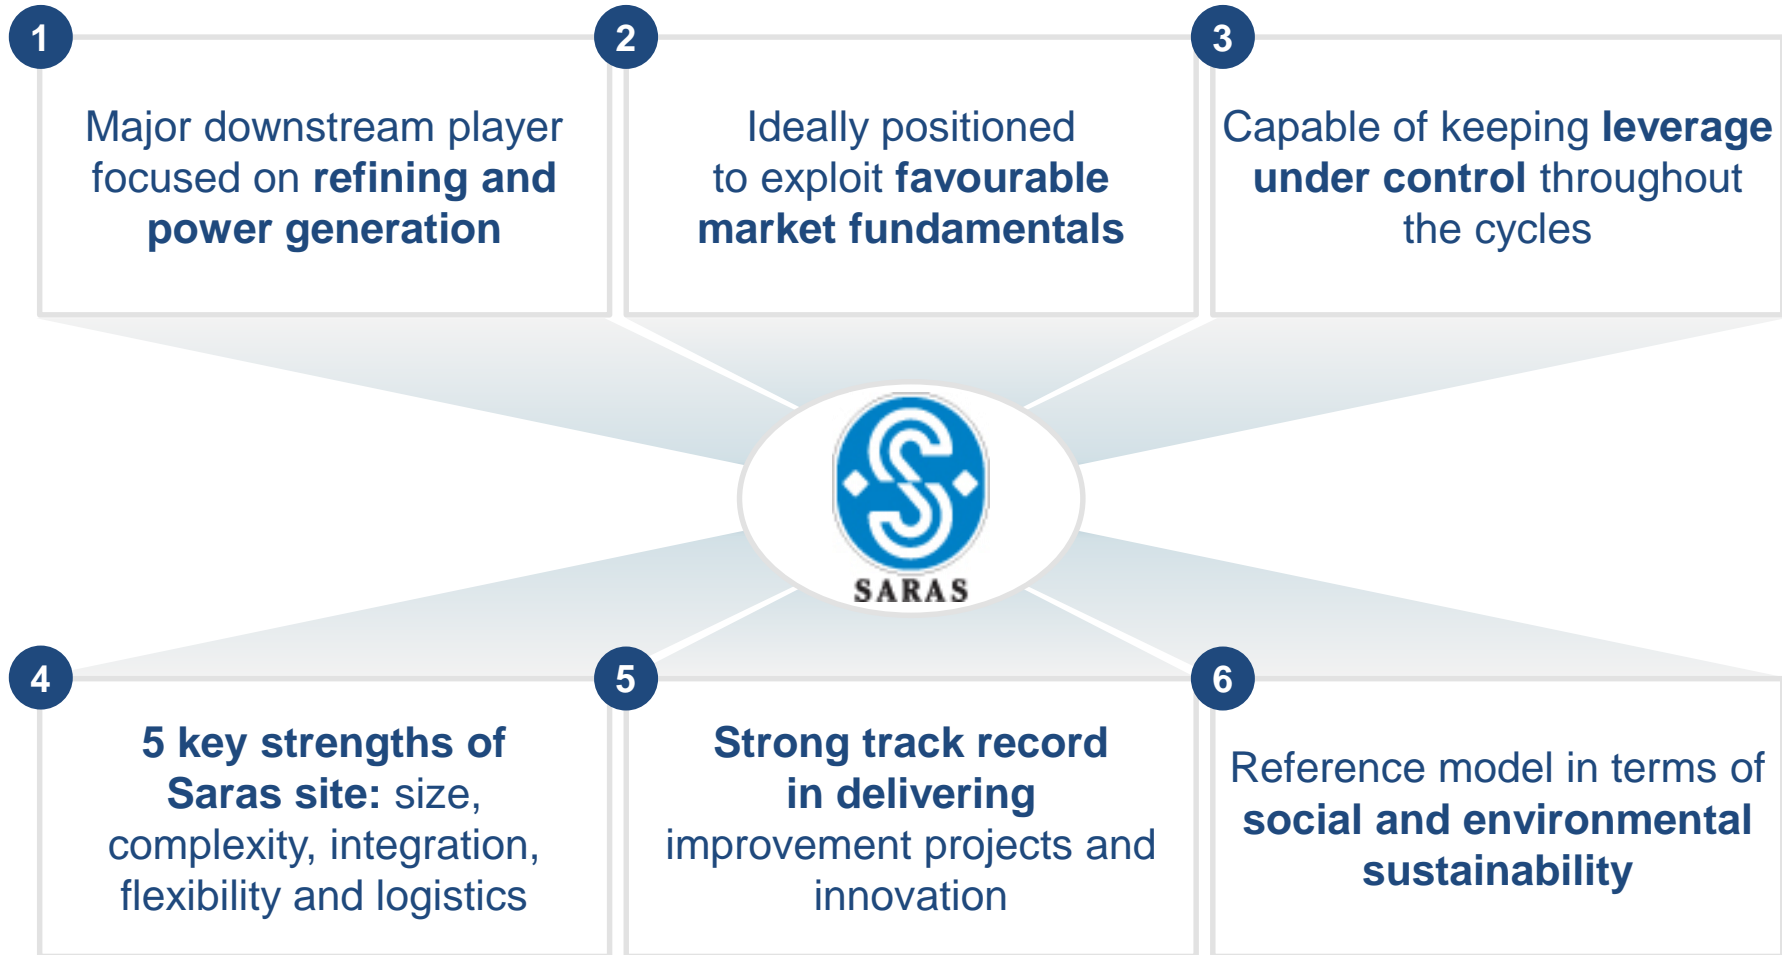 1
Major downstream player
focused on refining and
power generation
2
Ideally positioned
to exploit favourable
market fundamentals
3
Capable of keeping leverage
under control throughout
the cycles
SARAS
4
5 key strengths of
Saras site: size,
complexity, integration,
flexibility and logistics
5
Strong track record
in delivering
improvement projects and
innovation
6
Reference model in terms of
social and environmental
sustainability